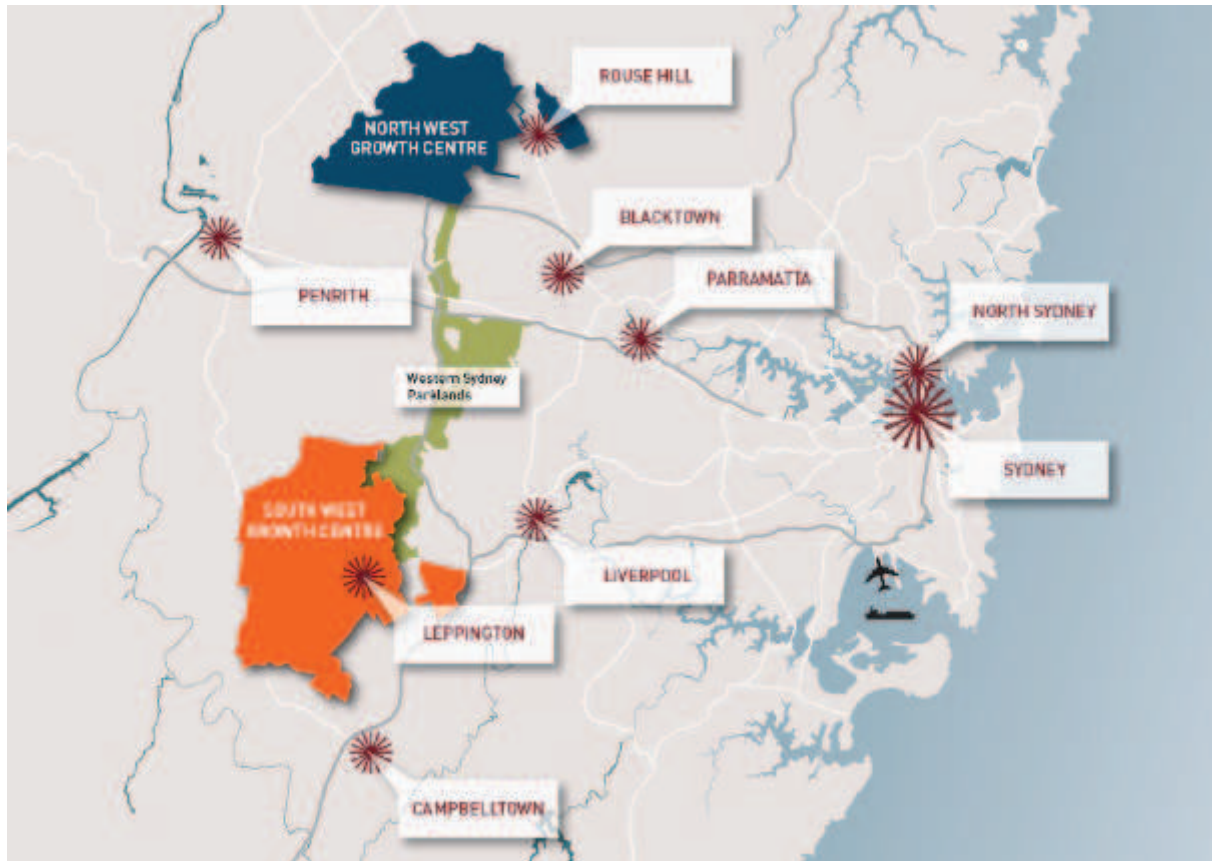 ROUSE HILL
NORTH WEST
GROWTH CENTRE
BLACKTOWN
PARRAMATTA
PENRITH
NORTH SYDNEY
Western Sydney
Parklands
SYDNEY
SOUTH WEST
GROWTH CENTRE
LIVERPOOL
LEPPINGTON
CAMPBELLTOWN